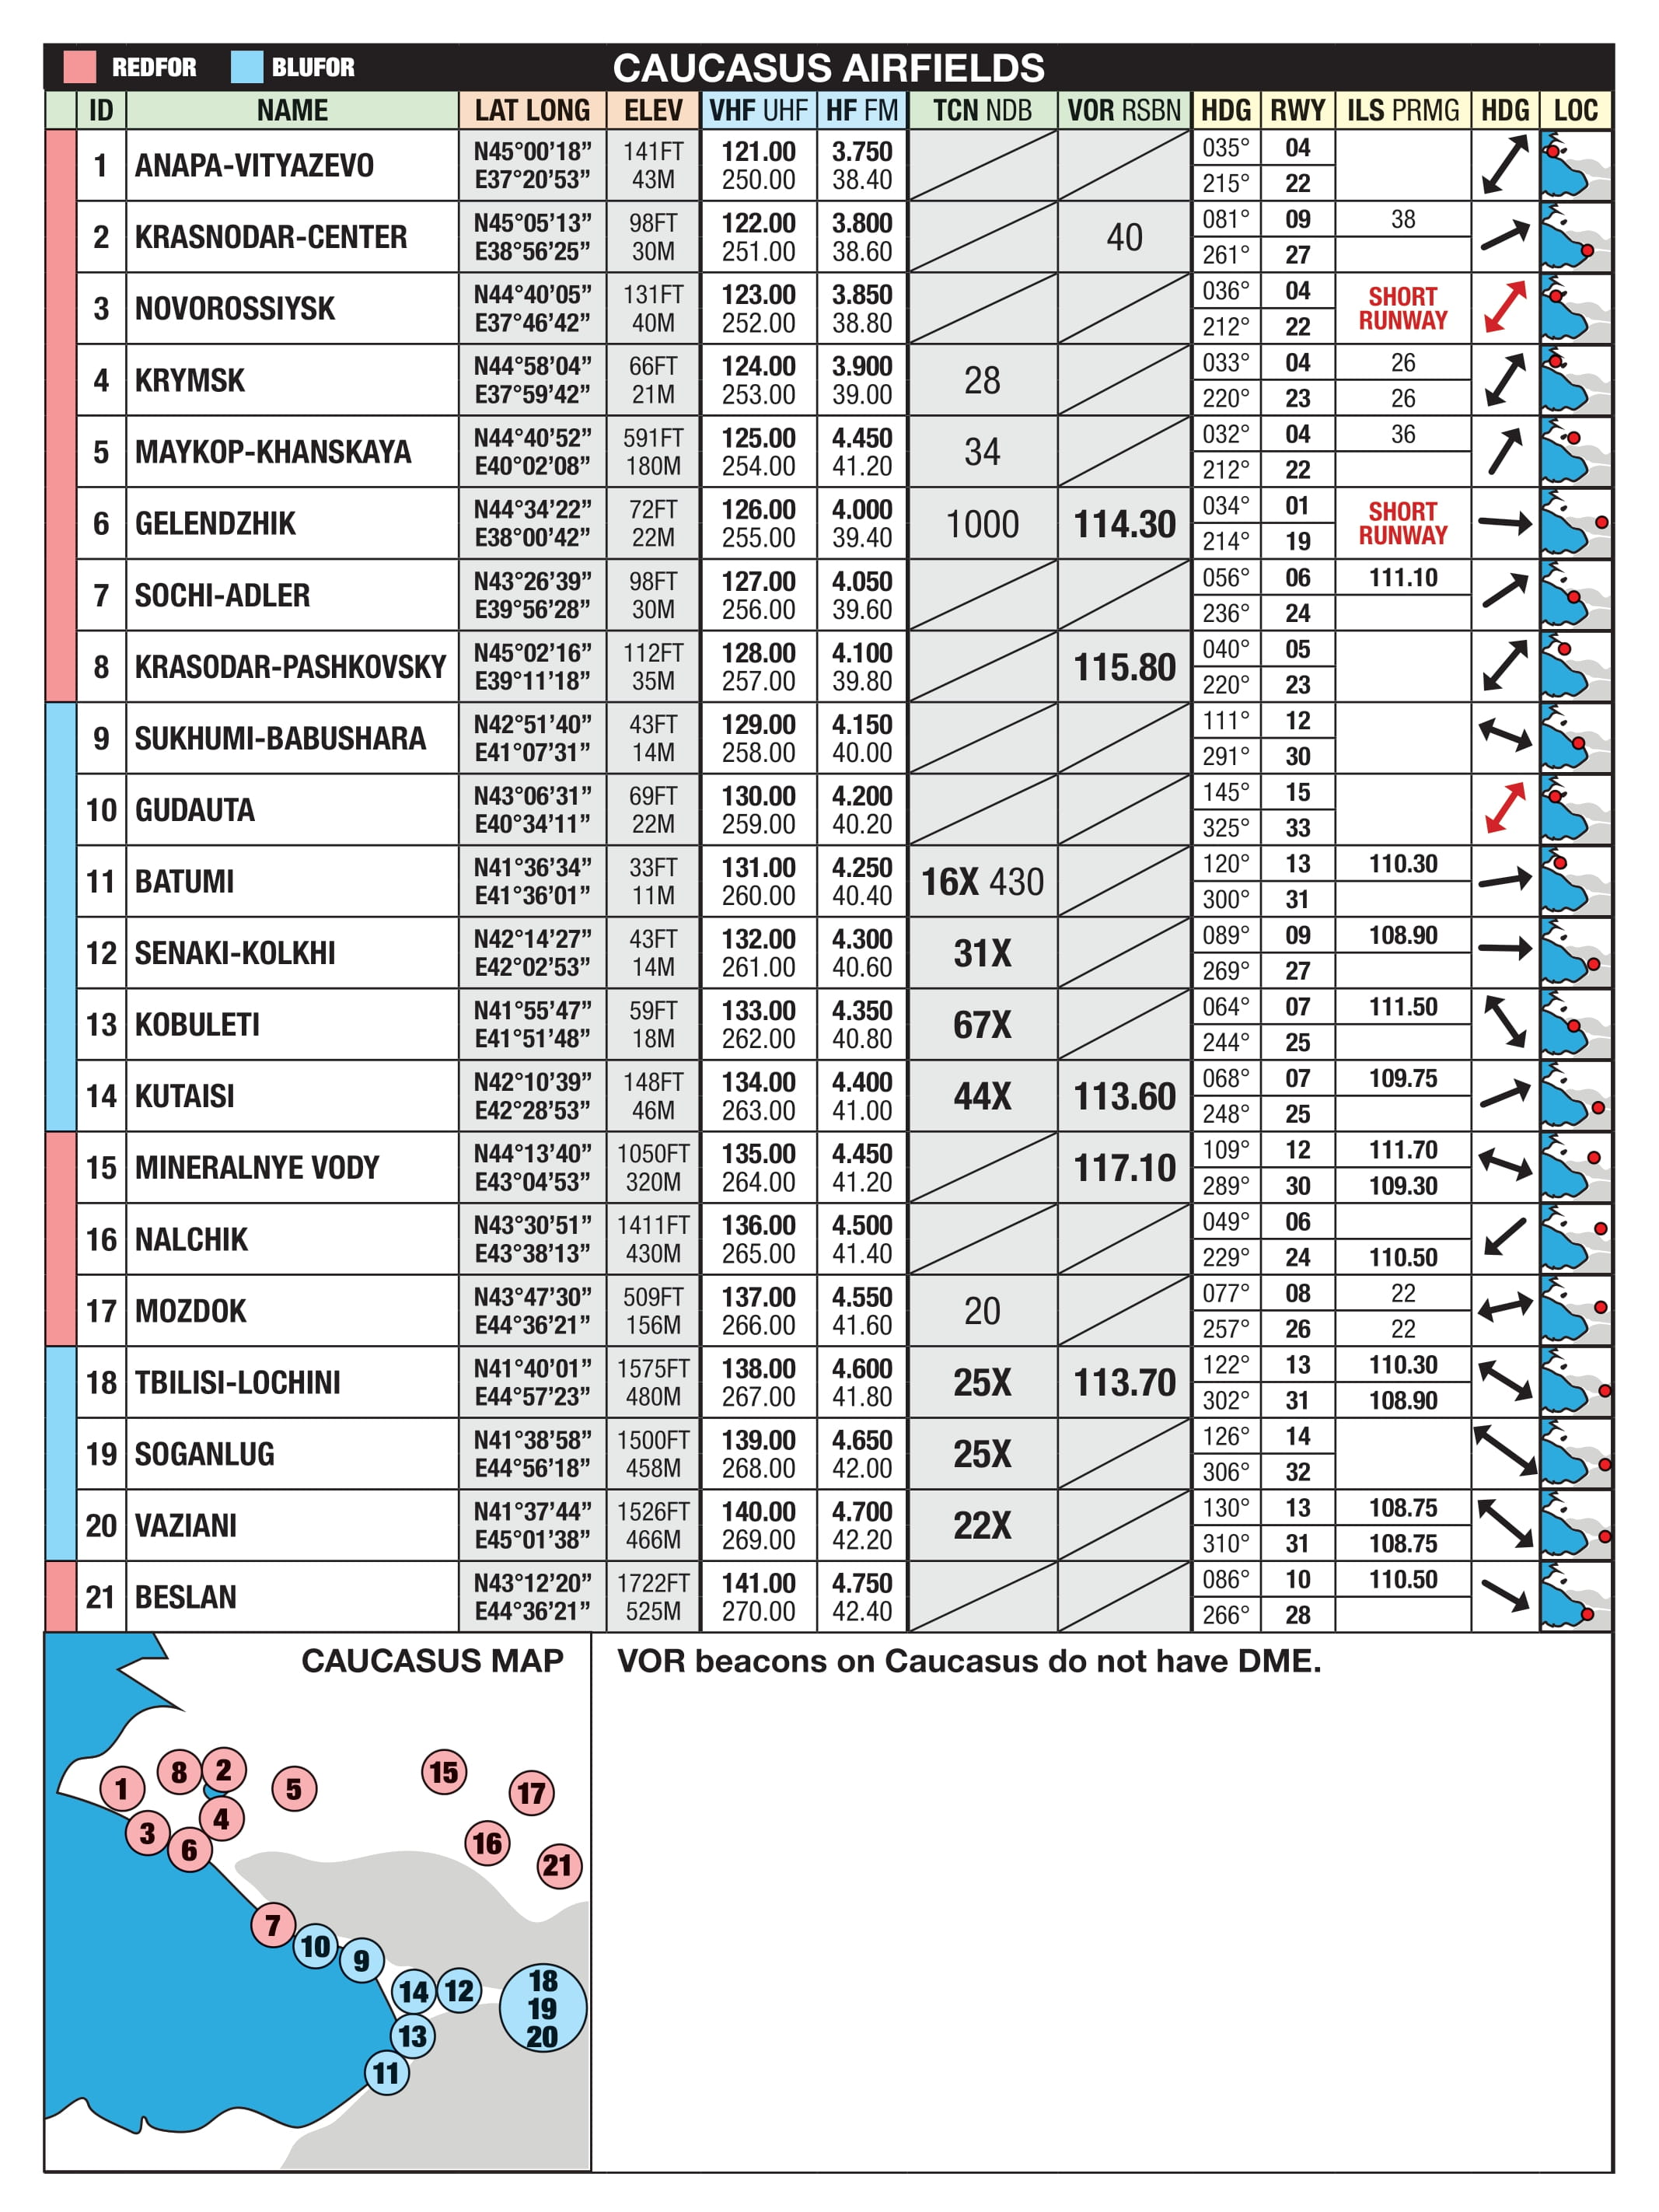 REDFOR BLUFOR CAUCASUS AIRFIELDS
ID NAME LAT LONG ELEV VHF UHF HF FM TCN NDB VOR RSBN HDG RWY ILS PRMG HDG LOC
1 ANAPA-VITYAZEVO N45°00'18” 141FT 121.00 3.750 035° 04
E37°20'53” 43M 250.00 38.40 215° 22
2 KRASNODAR-CENTER N45°05'13” 98FT 122.00 3.800 40 081° 09 38
E38°56'25” 30M 251.00 38.60 261° 27
3 NOVOROSSIYSK N44°40'05” 131FT 123.00 3.850 036° 04 SHORT
E37°46'42” 40M 252.00 38.80 212° 22 RUNWAY
4 KRYMSK N44°58'04” 66FT 124.00 3.900 28 033° 04 26
E37°59'42” 21M 253.00 39.00 220° 23 26
5 MAYKOP-KHANSKAYA N44°40'52” 591FT 125.00 4.450 34 032° 04 36
E40°02'08” 180M 254.00 41.20 212° 22
6 GELENDZHIK N44°34'22” 72FT 126.00 4.000 1000 114.30 034° 01 SHORT
E38°00'42” 22M 255.00 39.40 214° 19 RUNWAY
7 SOCHI-ADLER N43°26'39” 98FT 127.00 4.050 056° 06 111.10
E39°56'28” 30M 256.00 39.60 236° 24
8 KRASODAR-PASHKOVSKY N45°02'16” 112FT 128.00 4.100 115.80 040° 05
E39°11'18” 35M 257.00 39.80 220° 23
9 SUKHUMI-BABUSHARA N42°51'40” 43FT 129.00 4.150 111° 12
E41°07'31” 14M 258.00 40.00 291° 30
10 GUDAUTA N43°06'31” 69FT 130.00 4.200 145° 15
E40°34'11” 22M 259.00 40.20 325° 33
11 BATUMI N41°36'34” 33FT 131.00 4.250 16X 430 120° 13 110.30
E41°36'01” 11M 260.00 40.40 300° 31
12 SENAKI-KOLKHI N42°14'27” 43FT 132.00 4.300 31X 089° 09 108.90
E42°02'53” 14M 261.00 40.60 269° 27
13 KOBULETI N41°55'47” 59FT 133.00 4.350 67X 064° 07 111.50
E41°51'48” 18M 262.00 40.80 244° 25
14 KUTAISI N42°10'39” 148FT 134.00 4.400 44X 113.60 068° 07 109.75
E42°28'53” 46M 263.00 41.00 248° 25
15 MINERALNYE VODY N44°13'40” 1050FT 135.00 4.450 117.10 109° 12 111.70
E43°04'53” 320M 264.00 41.20 289° 30 109.30
16 NALCHIK N43°30'51” 1411FT 136.00 4.500 049° 06
E43°38'13” 430M 265.00 41.40 229° 24 110.50
17 MOZDOK N43°47'30” 509FT 137.00 4.550 20 077° 08 22
E44°36'21” 156M 266.00 41.60 257° 26 22
18 TBILISI-LOCHINI N41°40'01” 1575FT 138.00 4.600 25X 113.70 122° 13 110.30
E44°57'23” 480M 267.00 41.80 302° 31 108.90
19 SOGANLUG N41°38'58” 1500FT 139.00 4.650 25X 126° 14
E44°56'18” 458M 268.00 42.00 306° 32
20 VAZIANI N41°37'44” 1526FT 140.00 4.700 22X 130° 13 108.75
E45°01'38” 466M 269.00 42.20 310° 31 108.75
21 BESLAN N43°12'20” 1722FT 141.00 4.750 086° 10 110.50
E44°36'21” 525M 270.00 42.40 266° 28
CAUCASUS MAP
VOR beacons on Caucasus do not have DME.
8 2 15
1 5 17
4
3 6 16
21
7
10
9
14 12 18
19
13 20
11